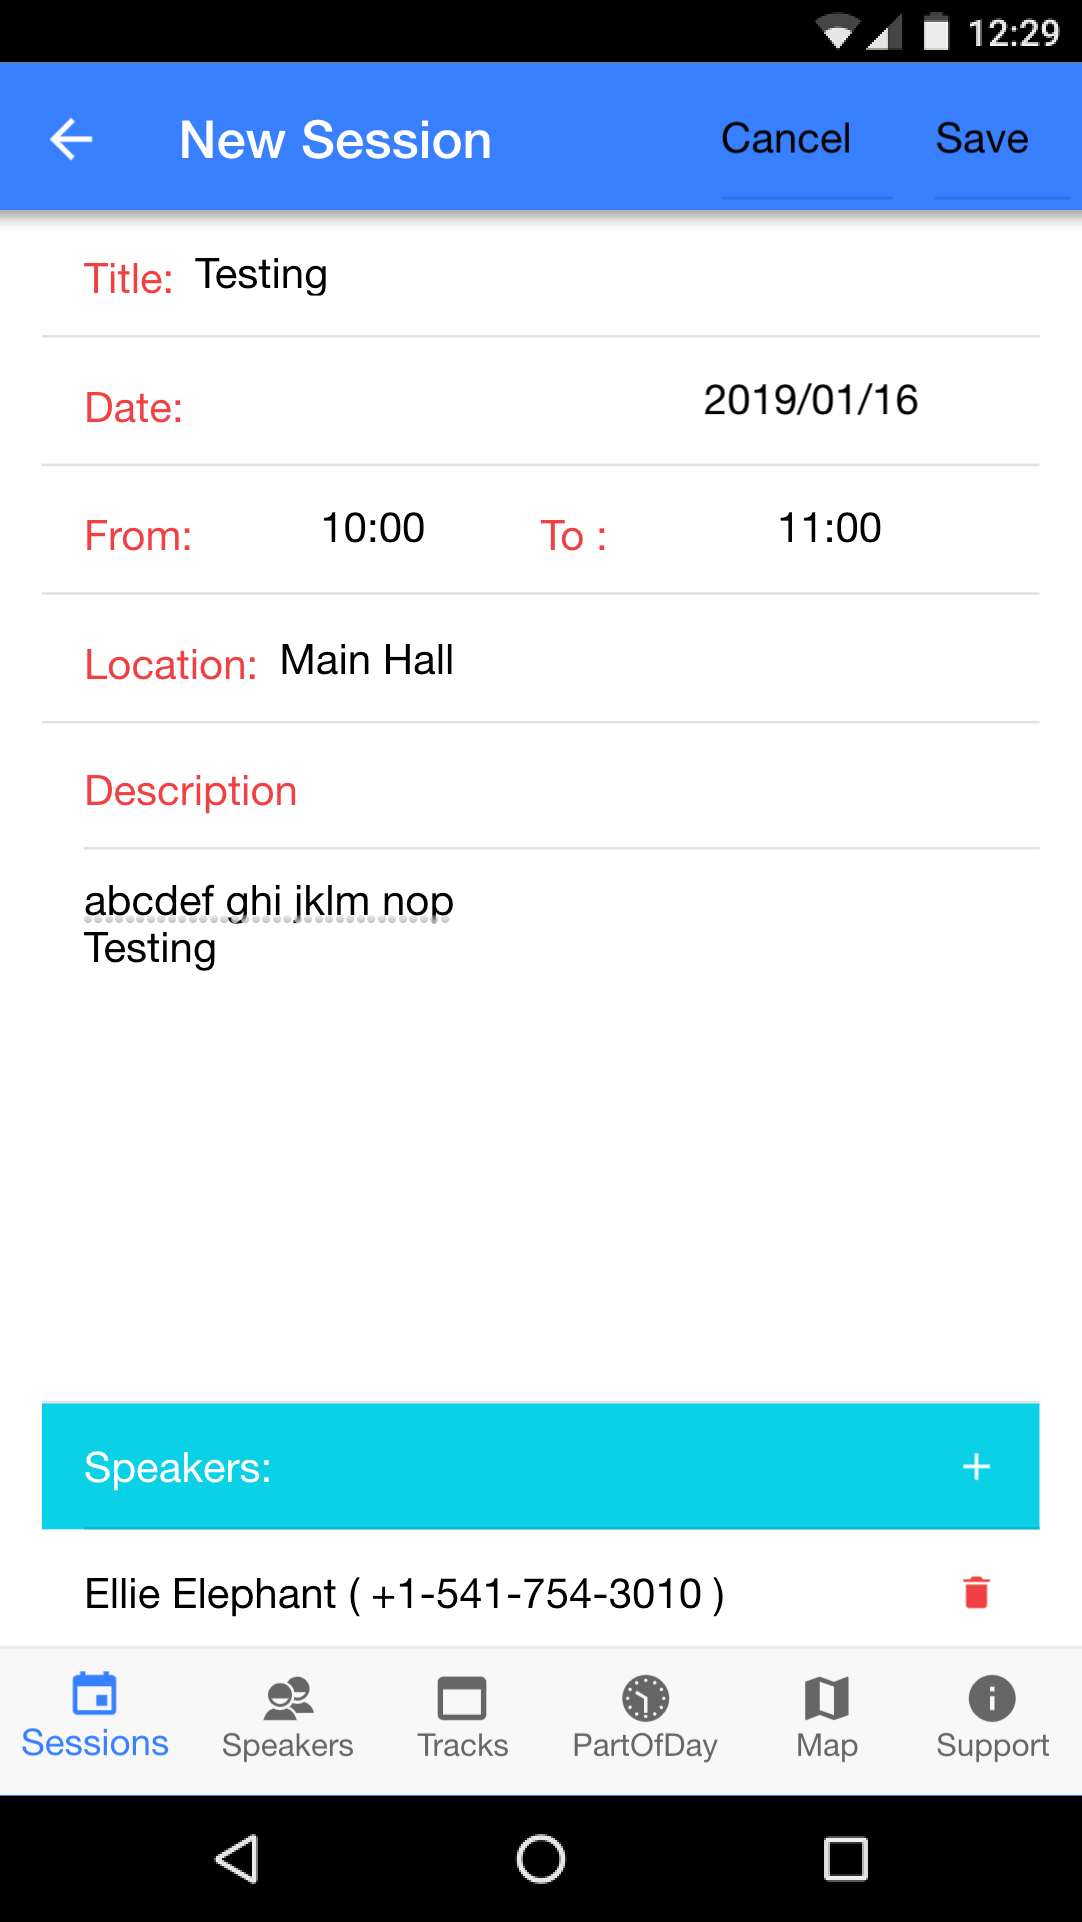 12:29
New Session Cancel Save
Title: Testing
Date: 2019/01/16
From: 10:00 To : 11:00
Location: Main Hall
Description
abcdef ghi jklm nop
Testing
Speakers: +
Ellie Elephant ( +1-541-754-3010 )
Sessions Speakers Tracks PartOfDay Map Support